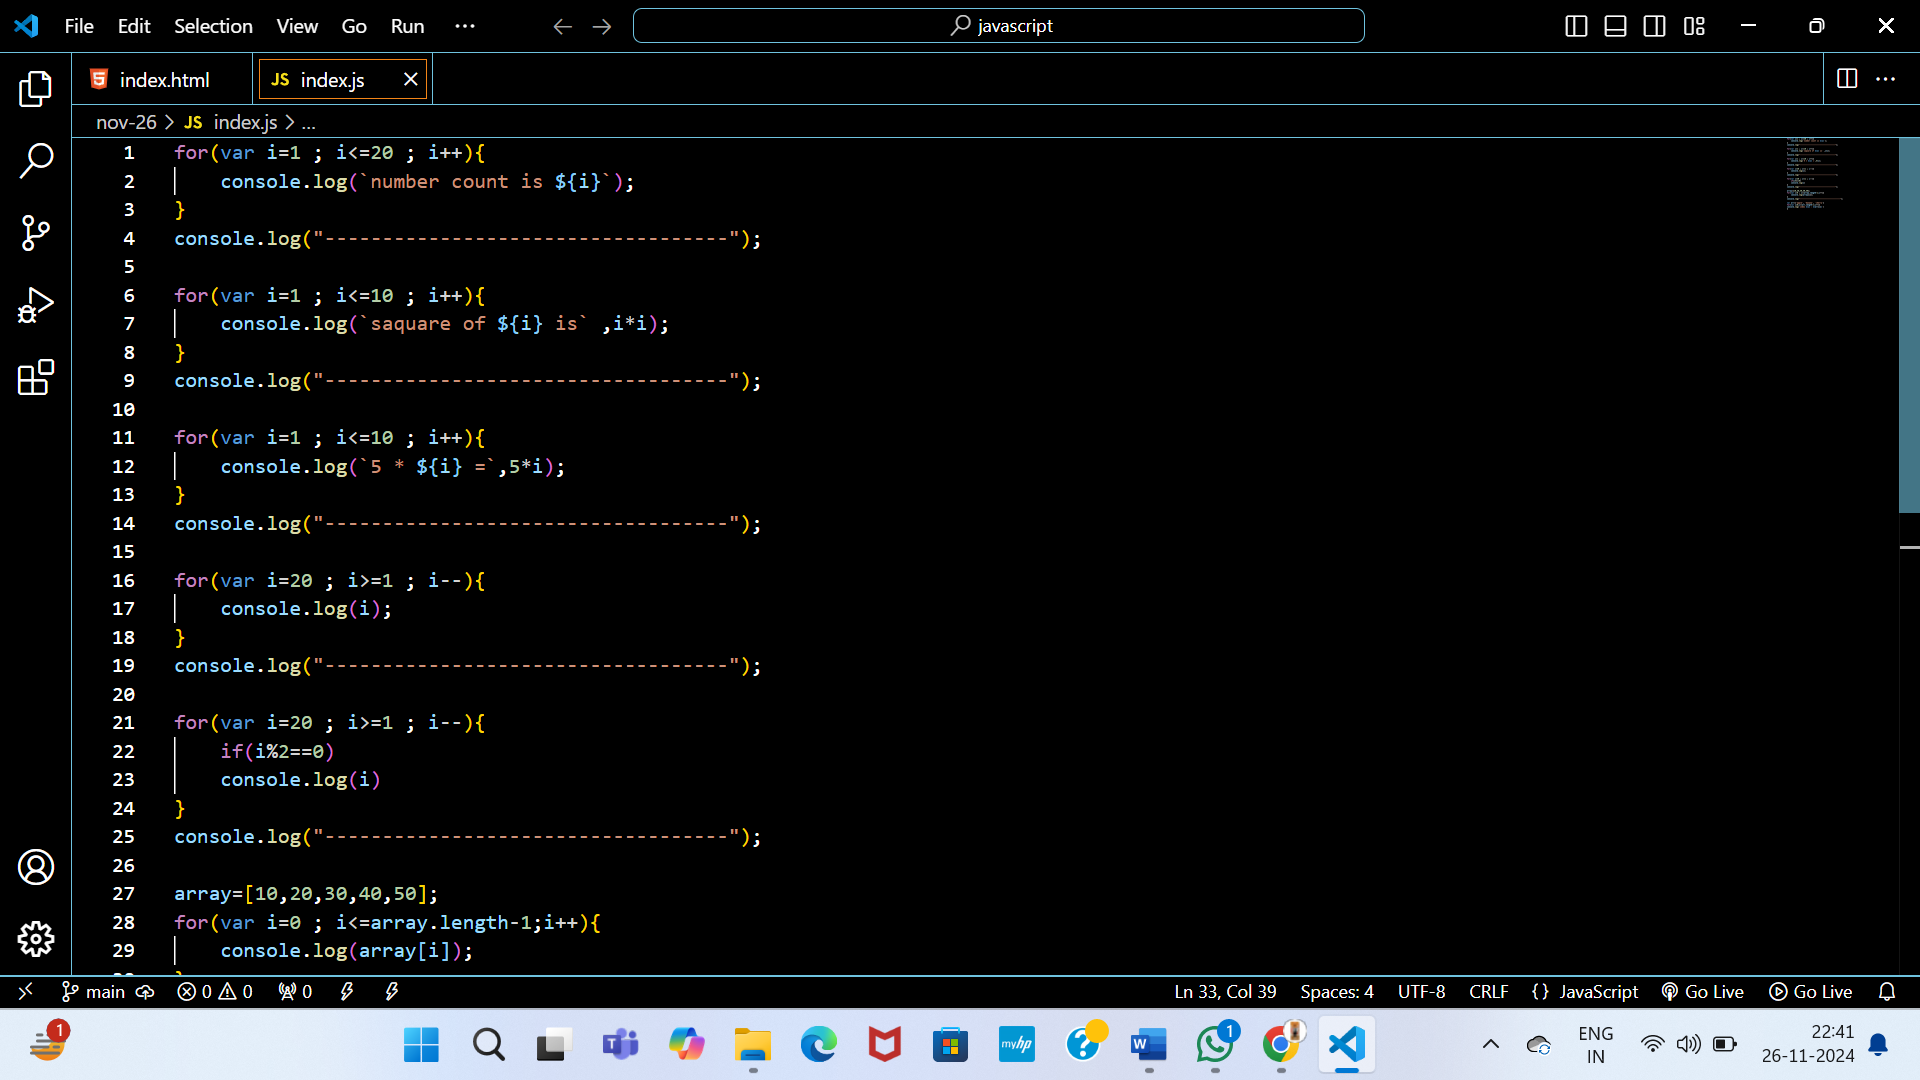 File Edit Selection View Go Run ··· javascript
index.html JS index.js
nov-26 > JS index.js > ...
1 for(var i=1 ; i<=20 ; i++){
2 console.log(`number count is ${i}`);
3 }
4 console.log("-----------------------------------");
5
6 for(var i=1 ; i<=10 ; i++){
7 console.log(`saquare of ${i} is` ,i*i);
8 }
9 console.log("-----------------------------------");
10
11 for(var i=1 ; i<=10 ; i++){
12 console.log(`5 * ${i} =`,5*i);
13 }
14 console.log("-----------------------------------");
15
16 for(var i=20 ; i>=1 ; i--){
17 console.log(i);
18 }
19 console.log("-----------------------------------");
20
21 for(var i=20 ; i>=1 ; i--){
22 if(i%2==0)
23 console.log(i)
24 }
25 console.log("-----------------------------------");
26
27 array=[10,20,30,40,50];
28 for(var i=0 ; i<=array.length-1;i++){
29 console.log(array[i]);
main 0 0 0 Ln 33, Col 39 Spaces: 4 UTF-8 CRLF {} JavaScript Go Live Go Live
1 myhp W 1 ENG 22:41
IN 26-11-2024